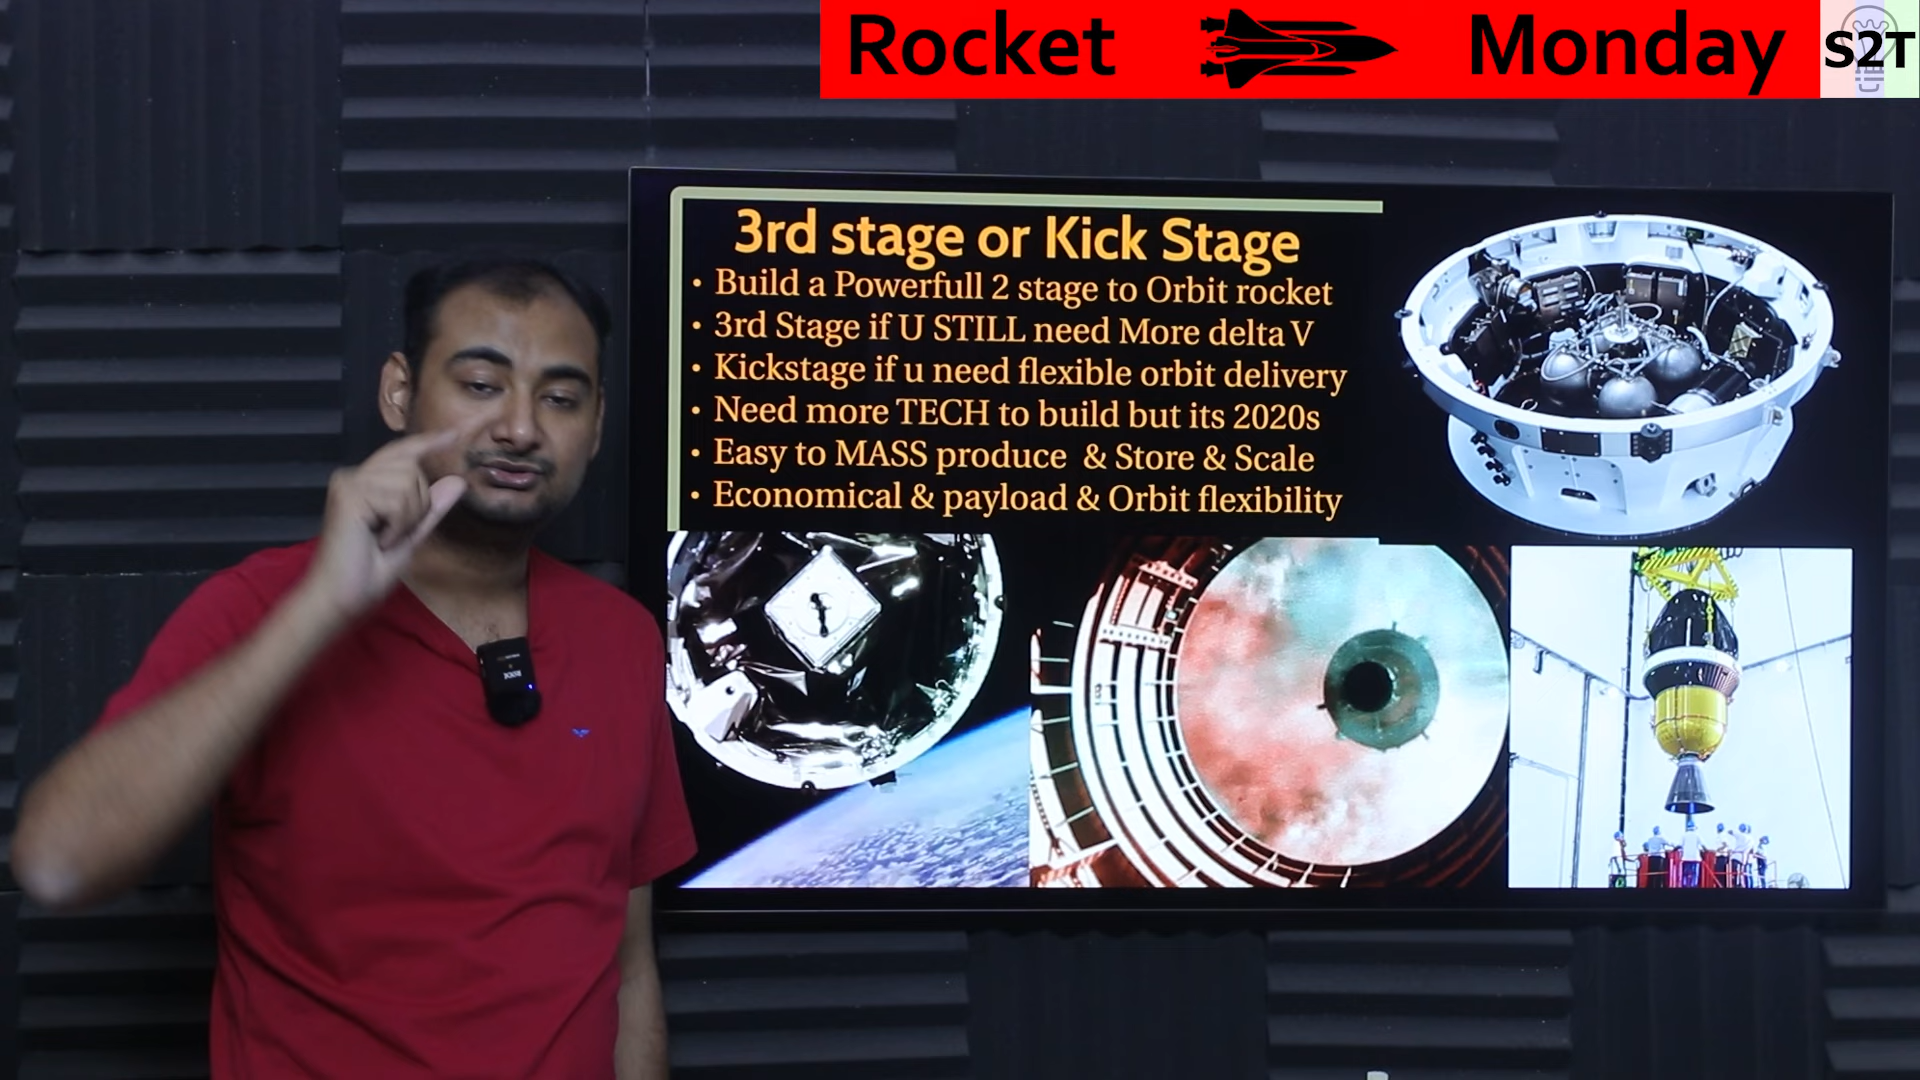 Rocket Monday
S2T
3rd stage or Kick Stage
• Build a Powerfull 2 stage to Orbit rocket
• 3rd Stage if U STILL need More delta V
• Kickstage if u need flexible orbit delivery
• Need more TECH to build but its 2020s
• Easy to MASS produce & Store & Scale
• Economical & payload & Orbit flexibility
RODE